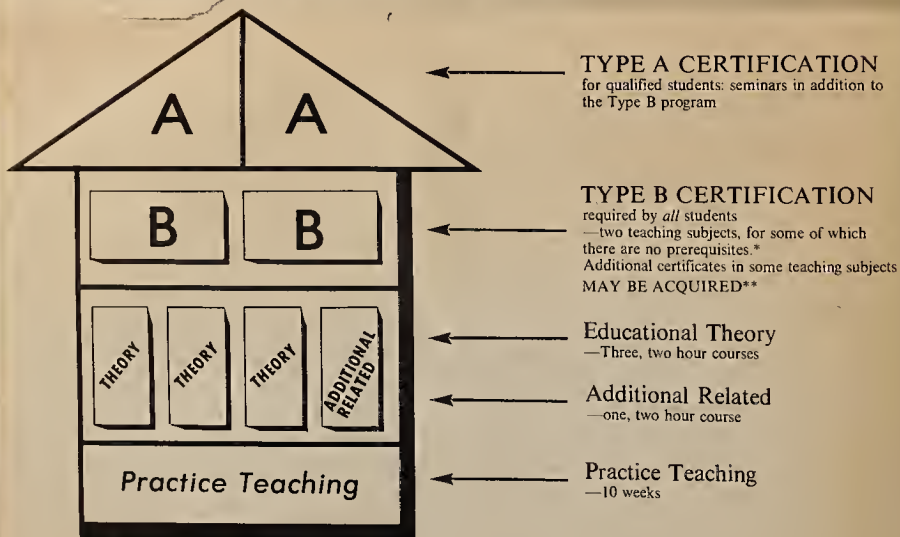 A A
TYPE A CERTIFICATION
for qualified students: seminars in addition to
the Type B program
B B
TYPE B CERTIFICATION
required by all students
—two teaching subjects, for some of which
there are no prerequisites.*
Additional certificates in some teaching subjects
MAY BE ACQUIRED**
THEORY
THEORY
THEORY
ADDITIONAL
RELATED
Educational Theory
—Three, two hour courses
Additional Related
—one, two hour course
Practice Teaching
Practice Teaching
—10 weeks